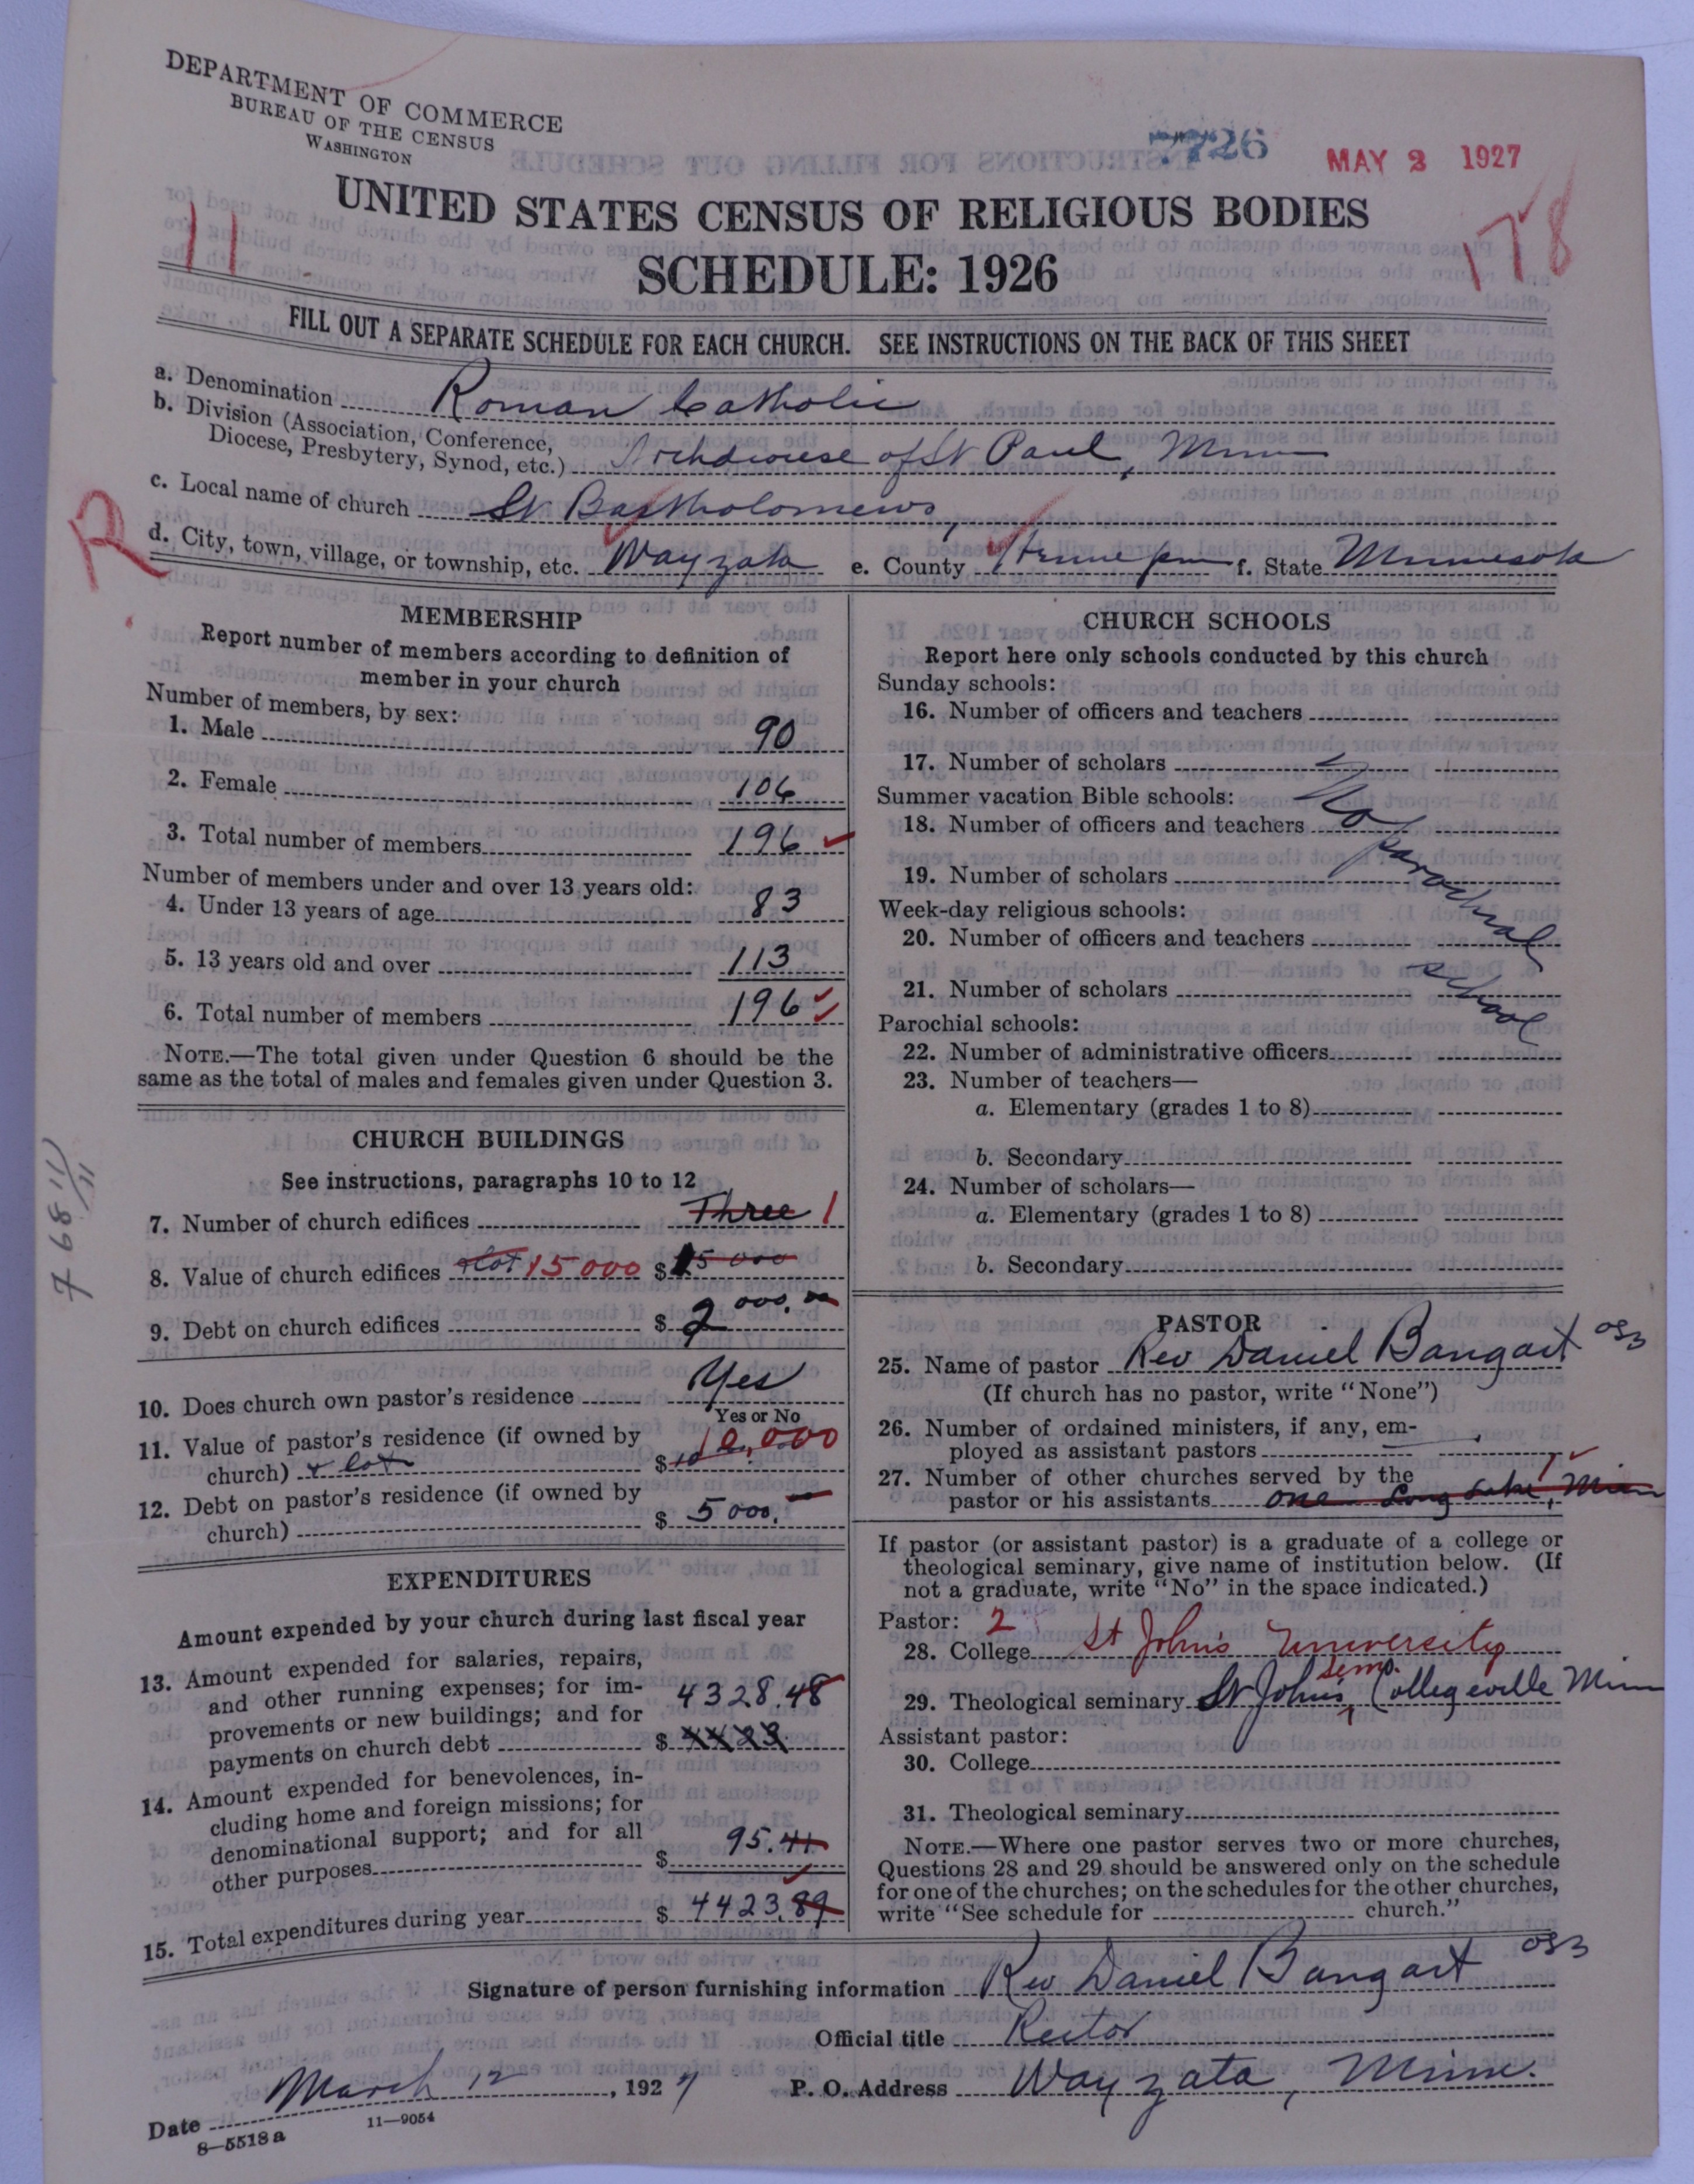 DEPARTMENT OF COMMERCE
BUREAU OF THE CENSUS
WASHINGTON
7726
MAY 2 1927
UNITED STATES CENSUS OF RELIGIOUS BODIES
11
178
SCHEDULE: 1926
FILL OUT A SEPARATE SCHEDULE FOR EACH CHURCH. SEE INSTRUCTIONS ON THE BACK OF THIS SHEET
a. Denomination Roman Catholic
b. Division (Association, Conference,
Diocese, Presbytery, Synod, etc.) Archdiocese of St Paul, Minn
c. Local name of church St Bartholomews,
R
d. City, town, village, or township, etc. Wayzata e. County Hennepin f. State Minnesota
MEMBERSHIP
Report number of members according to definition of
member in your church
Number of members, by sex:
1. Male 90
2. Female 106
3. Total number of members 196
Number of members under and over 13 years old:
4. Under 13 years of age 83
5. 13 years old and over 113
6. Total number of members 196
NOTE.—The total given under Question 6 should be the
same as the total of males and females given under Question 3.
CHURCH BUILDINGS
See instructions, paragraphs 10 to 12
7. Number of church edifices Three 1
8. Value of church edifices + lot 15000 $ 15000
9. Debt on church edifices $ 2000.00
10. Does church own pastor's residence Yes
Yes or No
11. Value of pastor's residence (if owned by
church) + lot $ 10,000
12. Debt on pastor's residence (if owned by
church) $ 5000.—
EXPENDITURES
Amount expended by your church during last fiscal year
13. Amount expended for salaries, repairs,
and other running expenses; for im-
provements or new buildings; and for
payments on church debt $ 4328.48
4423
14. Amount expended for benevolences, in-
cluding home and foreign missions; for
denominational support; and for all
other purposes $ 95.41
15. Total expenditures during year $ 4423.89
CHURCH SCHOOLS
Report here only schools conducted by this church
Sunday schools:
16. Number of officers and teachers
17. Number of scholars
Summer vacation Bible schools:
18. Number of officers and teachers
19. Number of scholars
Week-day religious schools:
20. Number of officers and teachers
21. Number of scholars
No parochial school
Parochial schools:
22. Number of administrative officers
23. Number of teachers—
a. Elementary (grades 1 to 8)
b. Secondary
24. Number of scholars—
a. Elementary (grades 1 to 8)
b. Secondary
PASTOR
25. Name of pastor Rev Daniel Bangart OSB
(If church has no pastor, write "None")
26. Number of ordained ministers, if any, em-
ployed as assistant pastors
27. Number of other churches served by the 1
pastor or his assistants one Long Lake, Minn
If pastor (or assistant pastor) is a graduate of a college or
theological seminary, give name of institution below. (If
not a graduate, write "No" in the space indicated.)
Pastor: 2
28. College St John's University
29. Theological seminary St John's Sem. Collegeville Minn
Assistant pastor:
30. College
31. Theological seminary
NOTE.—Where one pastor serves two or more churches,
Questions 28 and 29 should be answered only on the schedule
for one of the churches; on the schedules for the other churches,
write "See schedule for church."
Signature of person furnishing information Rev Daniel Bangart OSB
Official title Rector
Date March 12, 1927 P. O. Address Wayzata, Minn.
8—5518a 11—9054